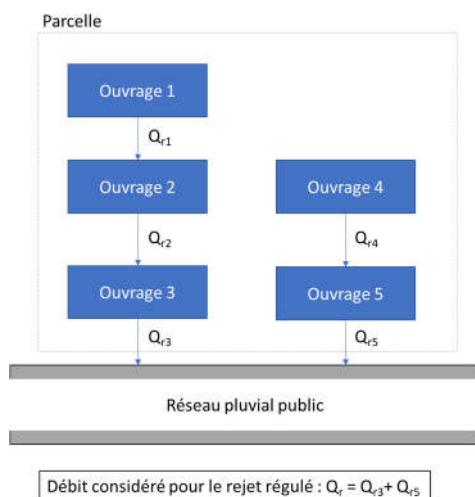 Parcelle
Ouvrage 1
Qr1
Ouvrage 2
Ouvrage 4
Qr2
Qr4
Ouvrage 3
Ouvrage 5
Qr3
Qr5
Réseau pluvial public
Débit considéré pour le rejet régulé : Qr = Qr3+ Qr5